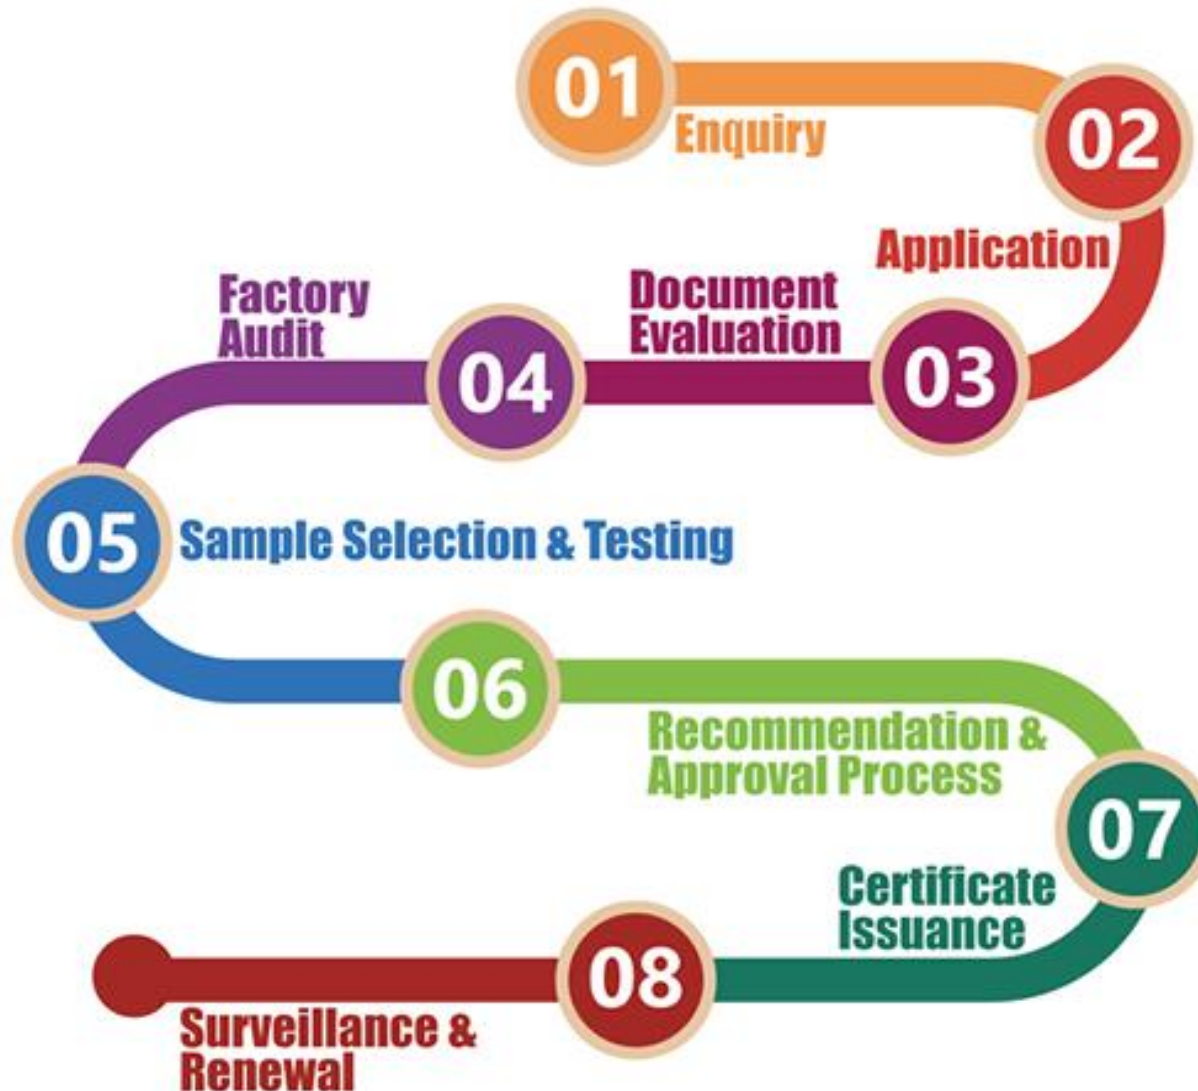 01
Enquiry
02
Application
03
Document
Evaluation
04
Factory
Audit
05
Sample Selection & Testing
06
Recommendation &
Approval Process
07
Certificate
Issuance
08
Surveillance &
Renewal